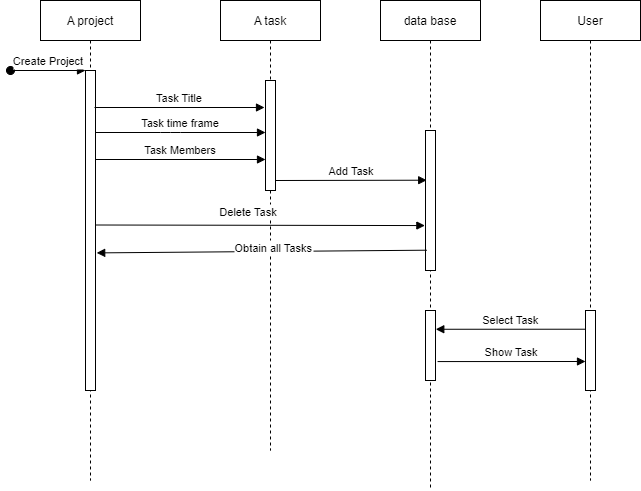 A project
A task
data base
User
Create Project
Task Title
Task time frame
Task Members
Add Task
Delete Task
Obtain all Tasks
Select Task
Show Task